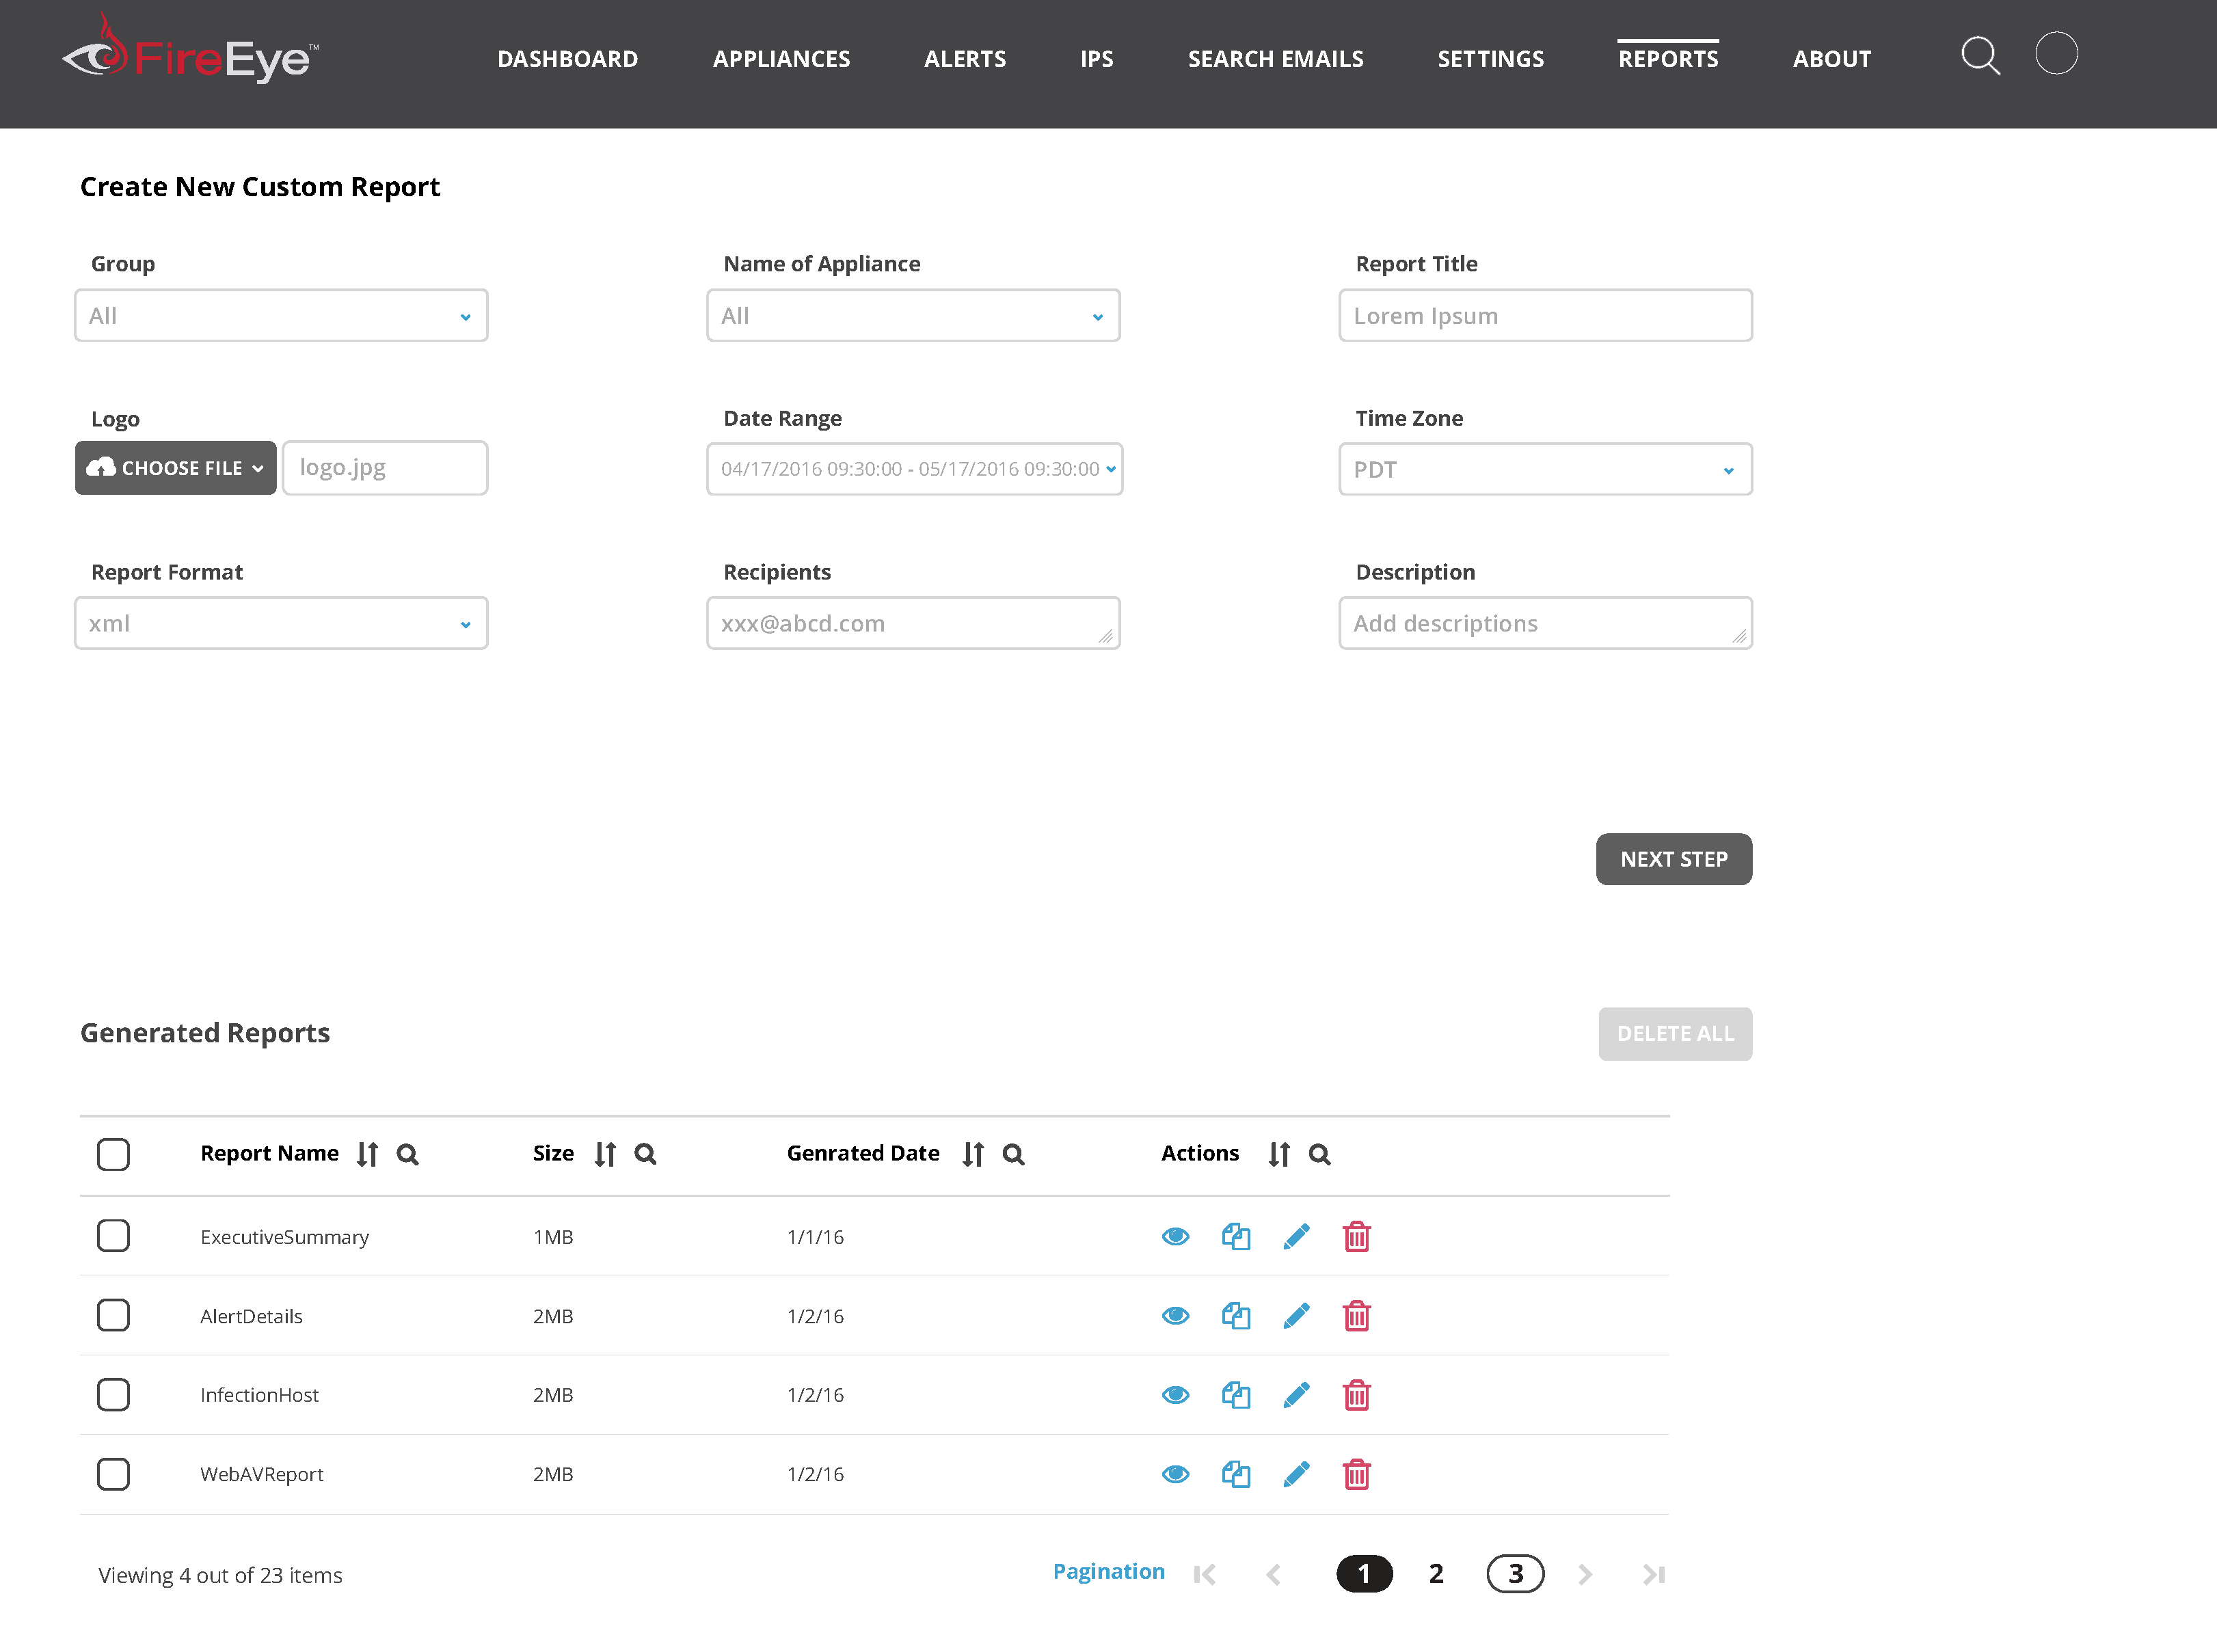 FireEye™
DASHBOARD APPLIANCES ALERTS IPS SEARCH EMAILS SETTINGS REPORTS ABOUT
Create New Custom Report
Group Name of Appliance Report Title
All All Lorem Ipsum
Logo Date Range Time Zone
CHOOSE FILE logo.jpg 04/17/2016 09:30:00 - 05/17/2016 09:30:00 PDT
Report Format Recipients Description
xml xxx@abcd.com Add descriptions
NEXT STEP
Generated Reports DELETE ALL
Report Name Size Genrated Date Actions
ExecutiveSummary 1MB 1/1/16
AlertDetails 2MB 1/2/16
InfectionHost 2MB 1/2/16
WebAVReport 2MB 1/2/16
Viewing 4 out of 23 items Pagination 1 2 3